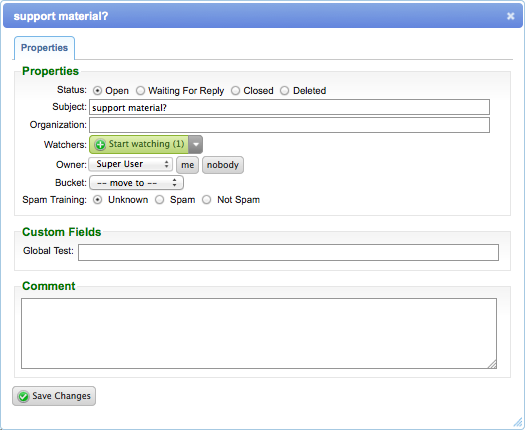 support material?
Properties
Properties
Status: Open Waiting For Reply Closed Deleted
Subject: support material?
Organization:
Watchers: Start watching (1)
Owner: Super User me nobody
Bucket: -- move to --
Spam Training: Unknown Spam Not Spam
Custom Fields
Global Test:
Comment
Save Changes